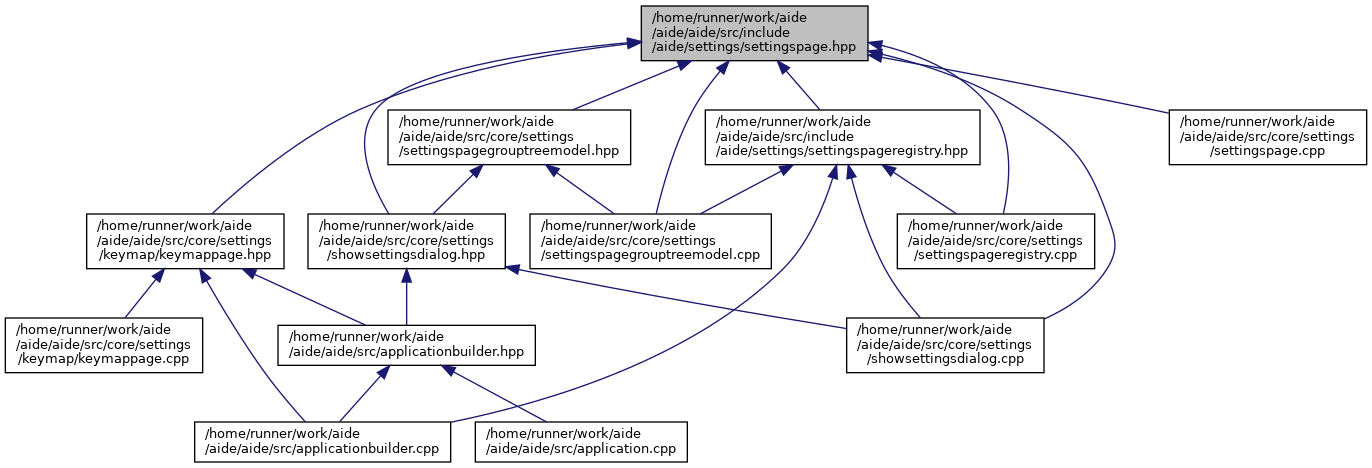 /home/runner/work/aide
/aide/aide/src/include
/aide/settings/settingspage.hpp
/home/runner/work/aide
/aide/aide/src/core/settings
/settingspagegrouptreemodel.hpp
/home/runner/work/aide
/aide/aide/src/include
/aide/settings/settingspageregistry.hpp
/home/runner/work/aide
/aide/aide/src/core/settings
/settingspage.cpp
/home/runner/work/aide
/aide/aide/src/core/settings
/keymap/keymappage.hpp
/home/runner/work/aide
/aide/aide/src/core/settings
/showsettingsdialog.hpp
/home/runner/work/aide
/aide/aide/src/core/settings
/settingspagegrouptreemodel.cpp
/home/runner/work/aide
/aide/aide/src/core/settings
/settingspageregistry.cpp
/home/runner/work/aide
/aide/aide/src/core/settings
/keymap/keymappage.cpp
/home/runner/work/aide
/aide/aide/src/applicationbuilder.hpp
/home/runner/work/aide
/aide/aide/src/core/settings
/showsettingsdialog.cpp
/home/runner/work/aide
/aide/aide/src/applicationbuilder.cpp
/home/runner/work/aide
/aide/aide/src/application.cpp